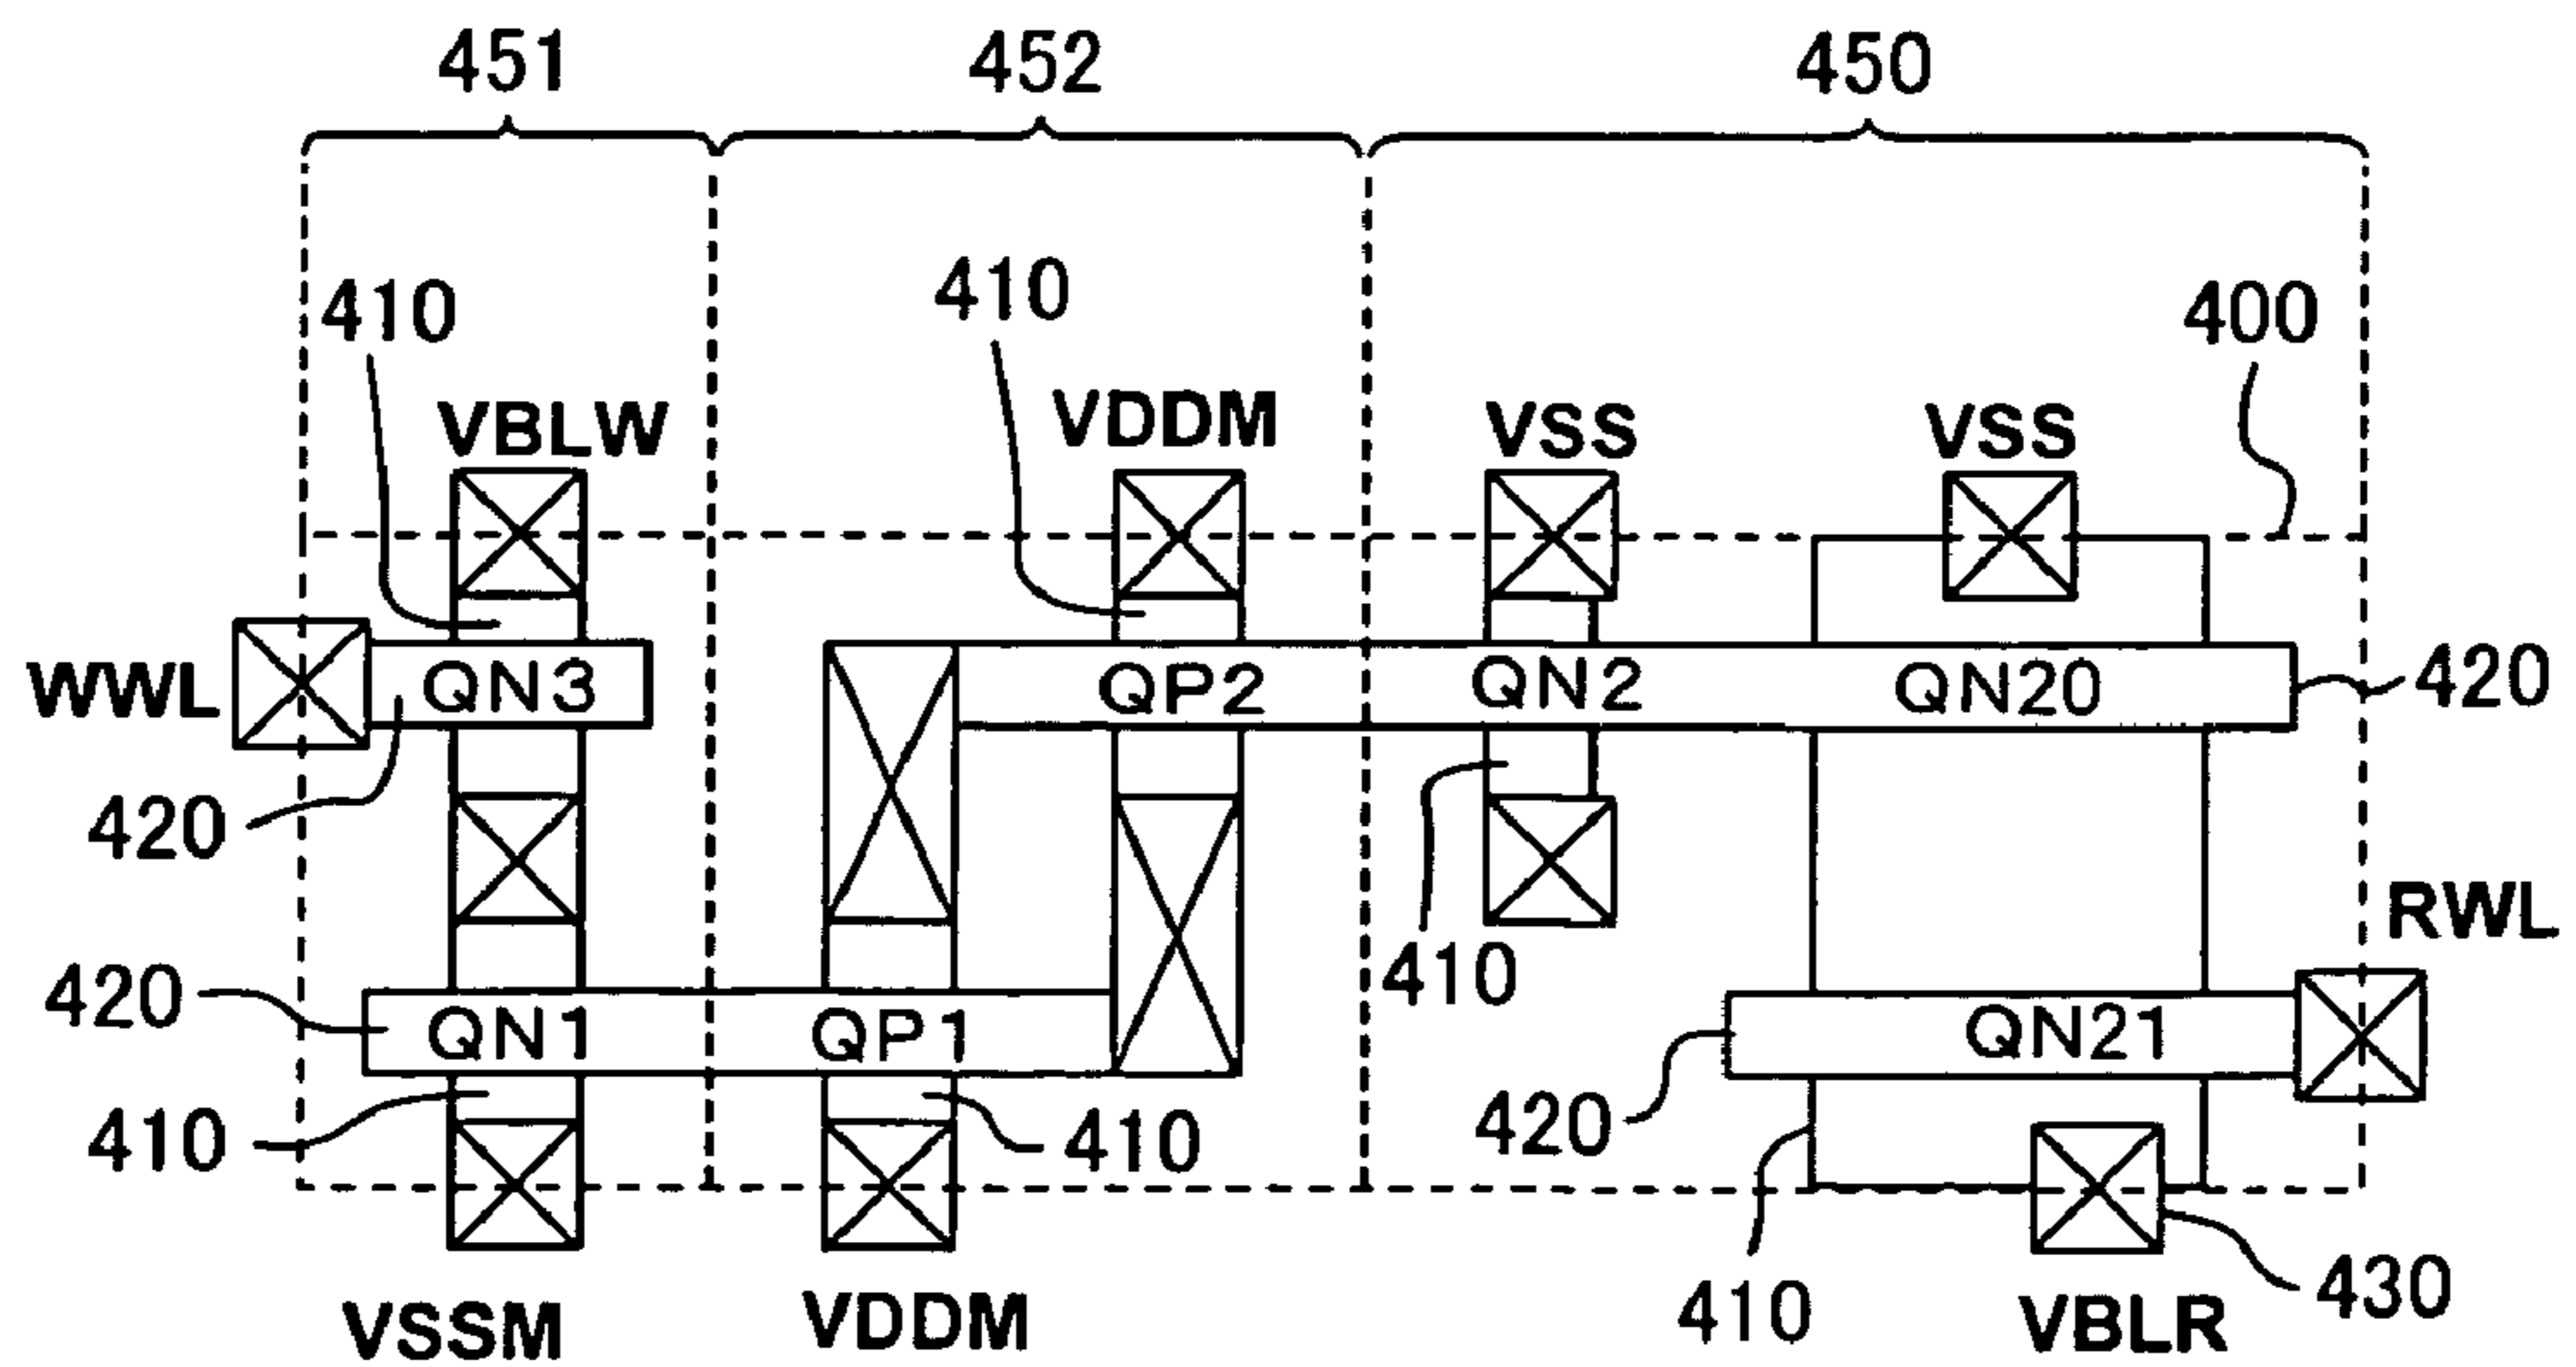 451 452 450
410 410 400
VBLW VDDM VSS VSS
WWL QN3 QP2 QN2 QN20 420
420
RWL
410
420 QN1 QP1 QN21
410 410 420
410 430
VSSM VDDM VBLR